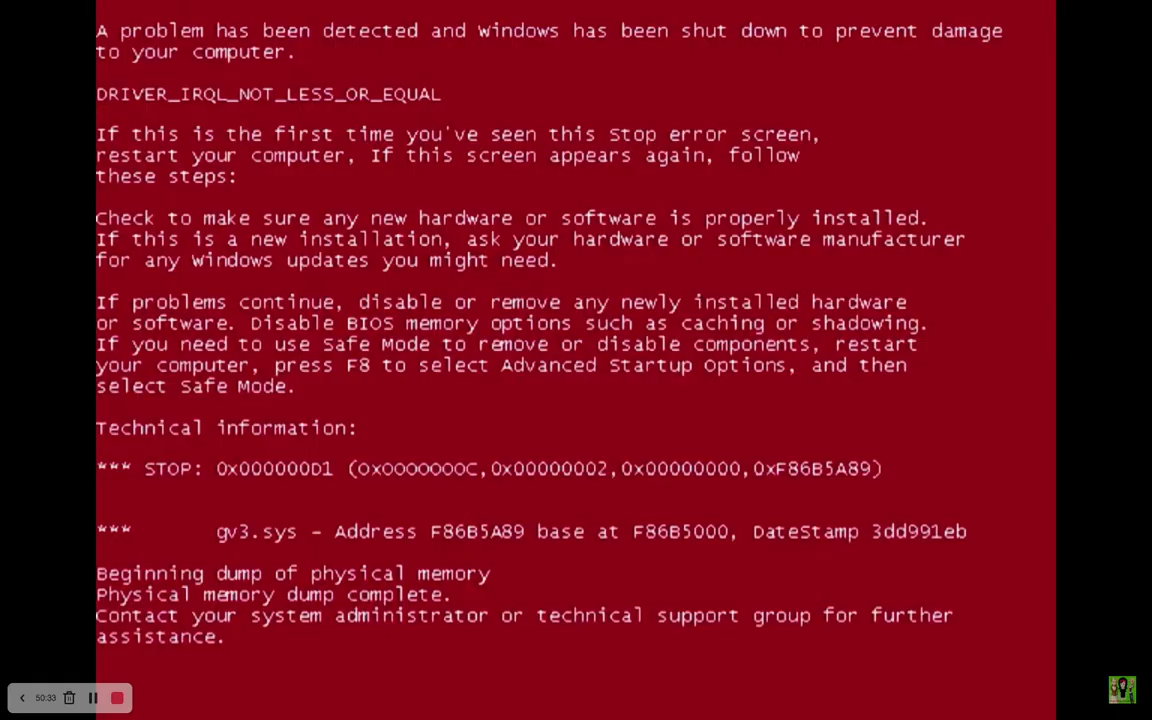 A problem has been detected and Windows has been shut down to prevent damage
to your computer.
DRIVER_IRQL_NOT_LESS_OR_EQUAL
If this is the first time you've seen this Stop error screen,
restart your computer, If this screen appears again, follow
these steps:
Check to make sure any new hardware or software is properly installed.
If this is a new installation, ask your hardware or software manufacturer
for any Windows updates you might need.
If problems continue, disable or remove any newly installed hardware
or software. Disable BIOS memory options such as caching or shadowing.
If you need to use Safe Mode to remove or disable components, restart
your computer, press F8 to select Advanced Startup Options, and then
select Safe Mode.
Technical information:
*** STOP: 0x000000D1 (0x0000000C,0x00000002,0x00000000,0xF86B5A89)
*** gv3.sys – Address F86B5A89 base at F86B5000, DateStamp 3dd991eb
Beginning dump of physical memory
Physical memory dump complete.
Contact your system administrator or technical support group for further
assistance.
50:33